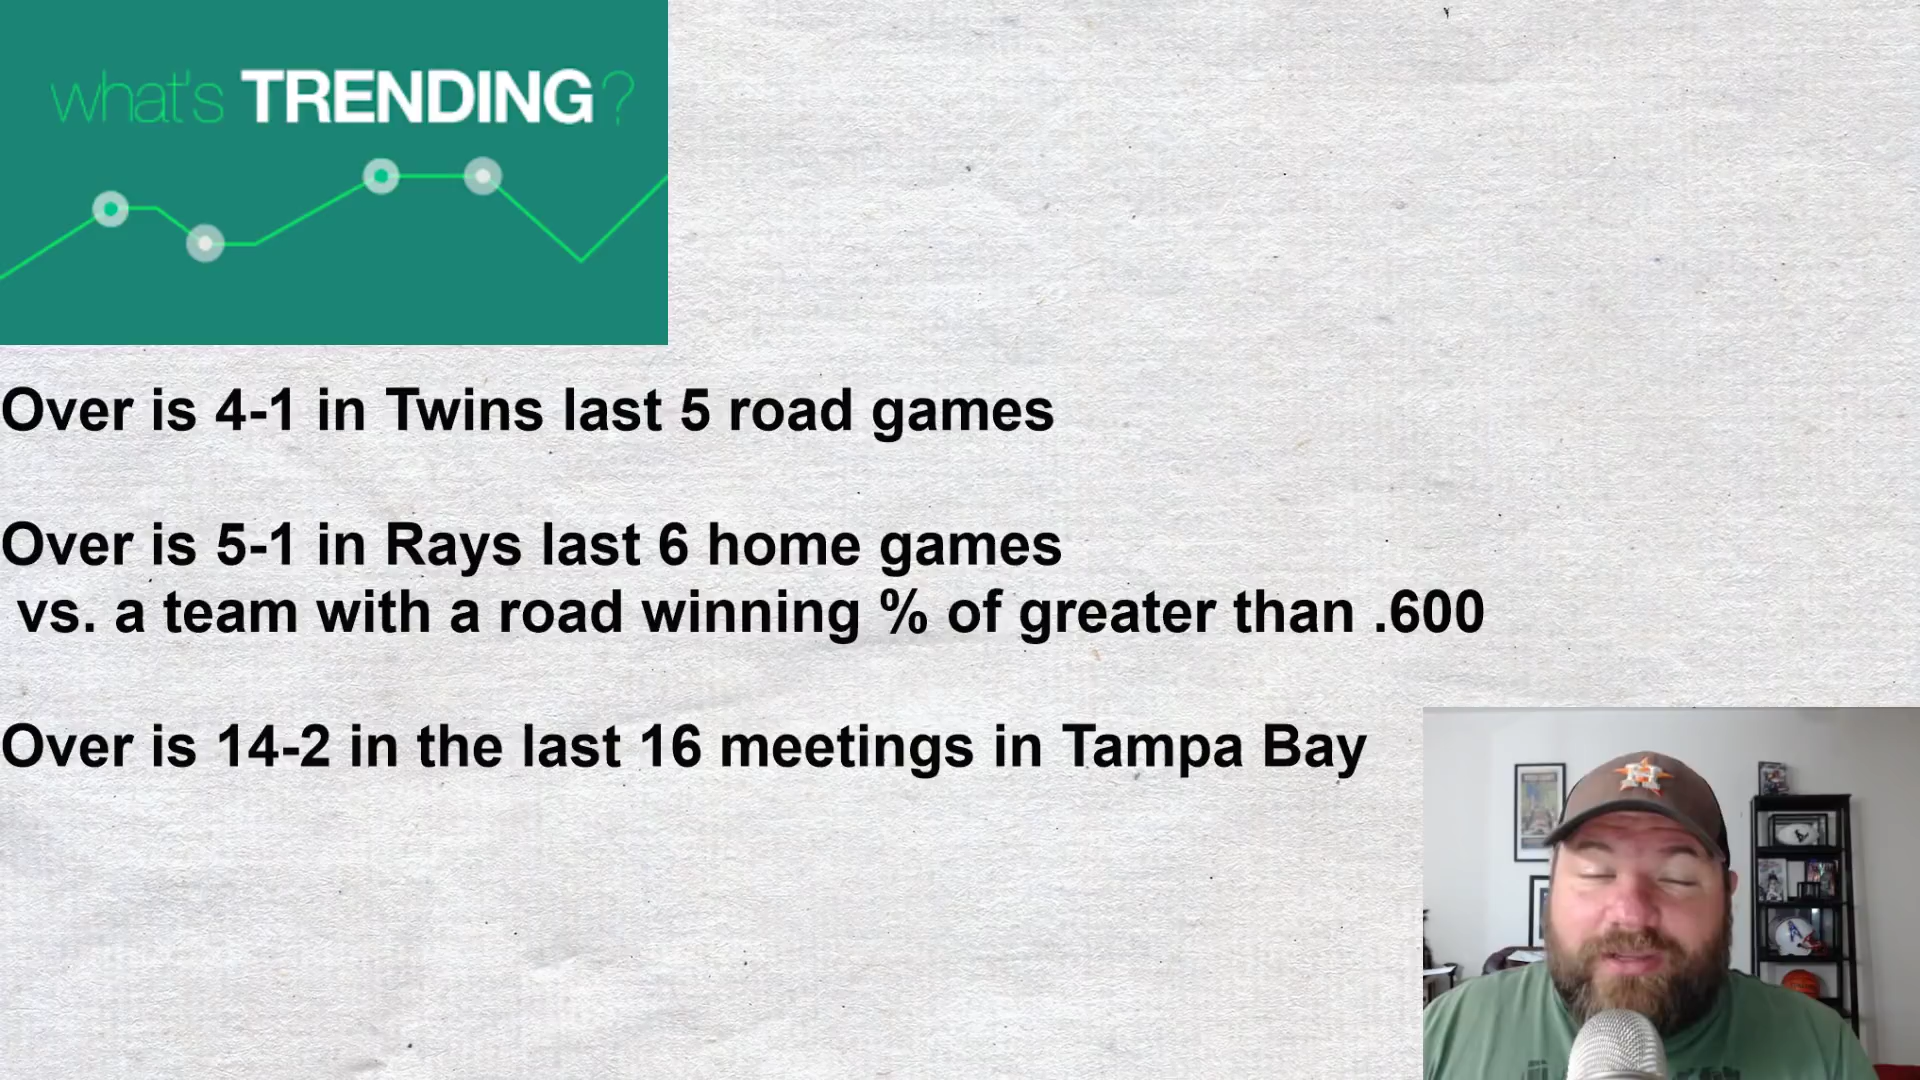 what's TRENDING?
Over is 4-1 in Twins last 5 road games
Over is 5-1 in Rays last 6 home games
vs. a team with a road winning % of greater than .600
Over is 14-2 in the last 16 meetings in Tampa Bay
H